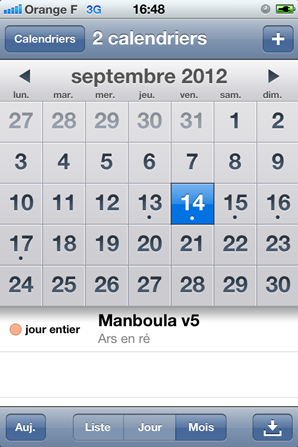 Orange F 3G 16:48
Calendriers 2 calendriers +
septembre 2012
lun. mar. mer. jeu. ven. sam. dim.
27 28 29 30 31 1 2
3 4 5 6 7 8 9
10 11 12 13 14 15 16
17 18 19 20 21 22 23
24 25 26 27 28 29 30
jour entier Manboula v5
Ars en ré
Auj. Liste Jour Mois